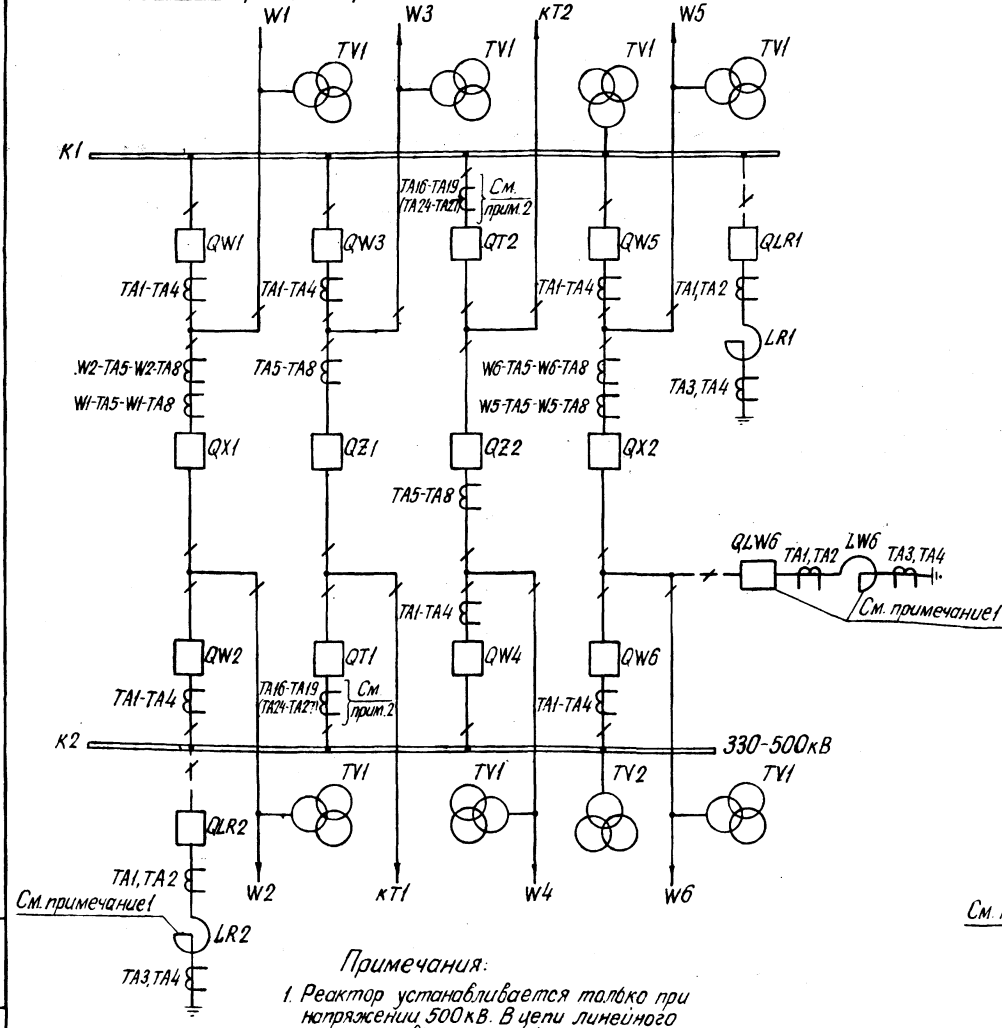 W1
W3
кТ2
W5
TV1
TV1
TV1
TV1
К1
TA16-TA19
(TA24-TA27)
См.
прим.2
QW1
QW3
QT2
QW5
QLR1
TA1-TA4
TA1-TA4
TA1-TA4
TA1,TA2
LR1
W2-TA5-W2-TA8
TA5-TA8
W6-TA5-W6-TA8
TA3,TA4
W1-TA5-W1-TA8
W5-TA5-W5-TA8
QX1
QZ1
QZ2
QX2
TA5-TA8
QLW6
TA1,TA2
LW6
TA3,TA4
См. примечание1
TA1-TA4
QW2
QT1
QW4
QW6
TA1-TA4
TA16-TA19
(TA24-TA27)
См.
прим.2
TA1-TA4
К2
330-500кВ
TV1
TV1
TV2
TV1
QLR2
TA1,TA2
W2
кТ1
W4
W6
См. примечание1
См.
LR2
TA3,TA4
Примечания:
1. Реактор устанавливается только при
напряжении 500кВ. В цепи линейного